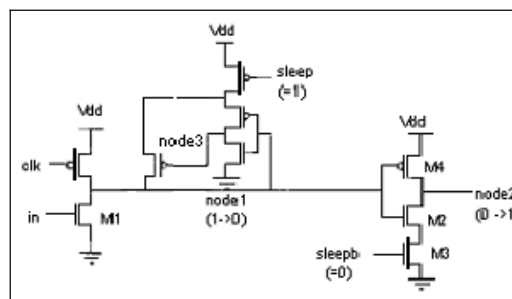 Vdd
sleep
(=1)
Vdd
node3
Vdd
clk
M4
node2
node1
in
M1
M2
(0 ->1)
(1->0)
sleepb
M3
(=0)